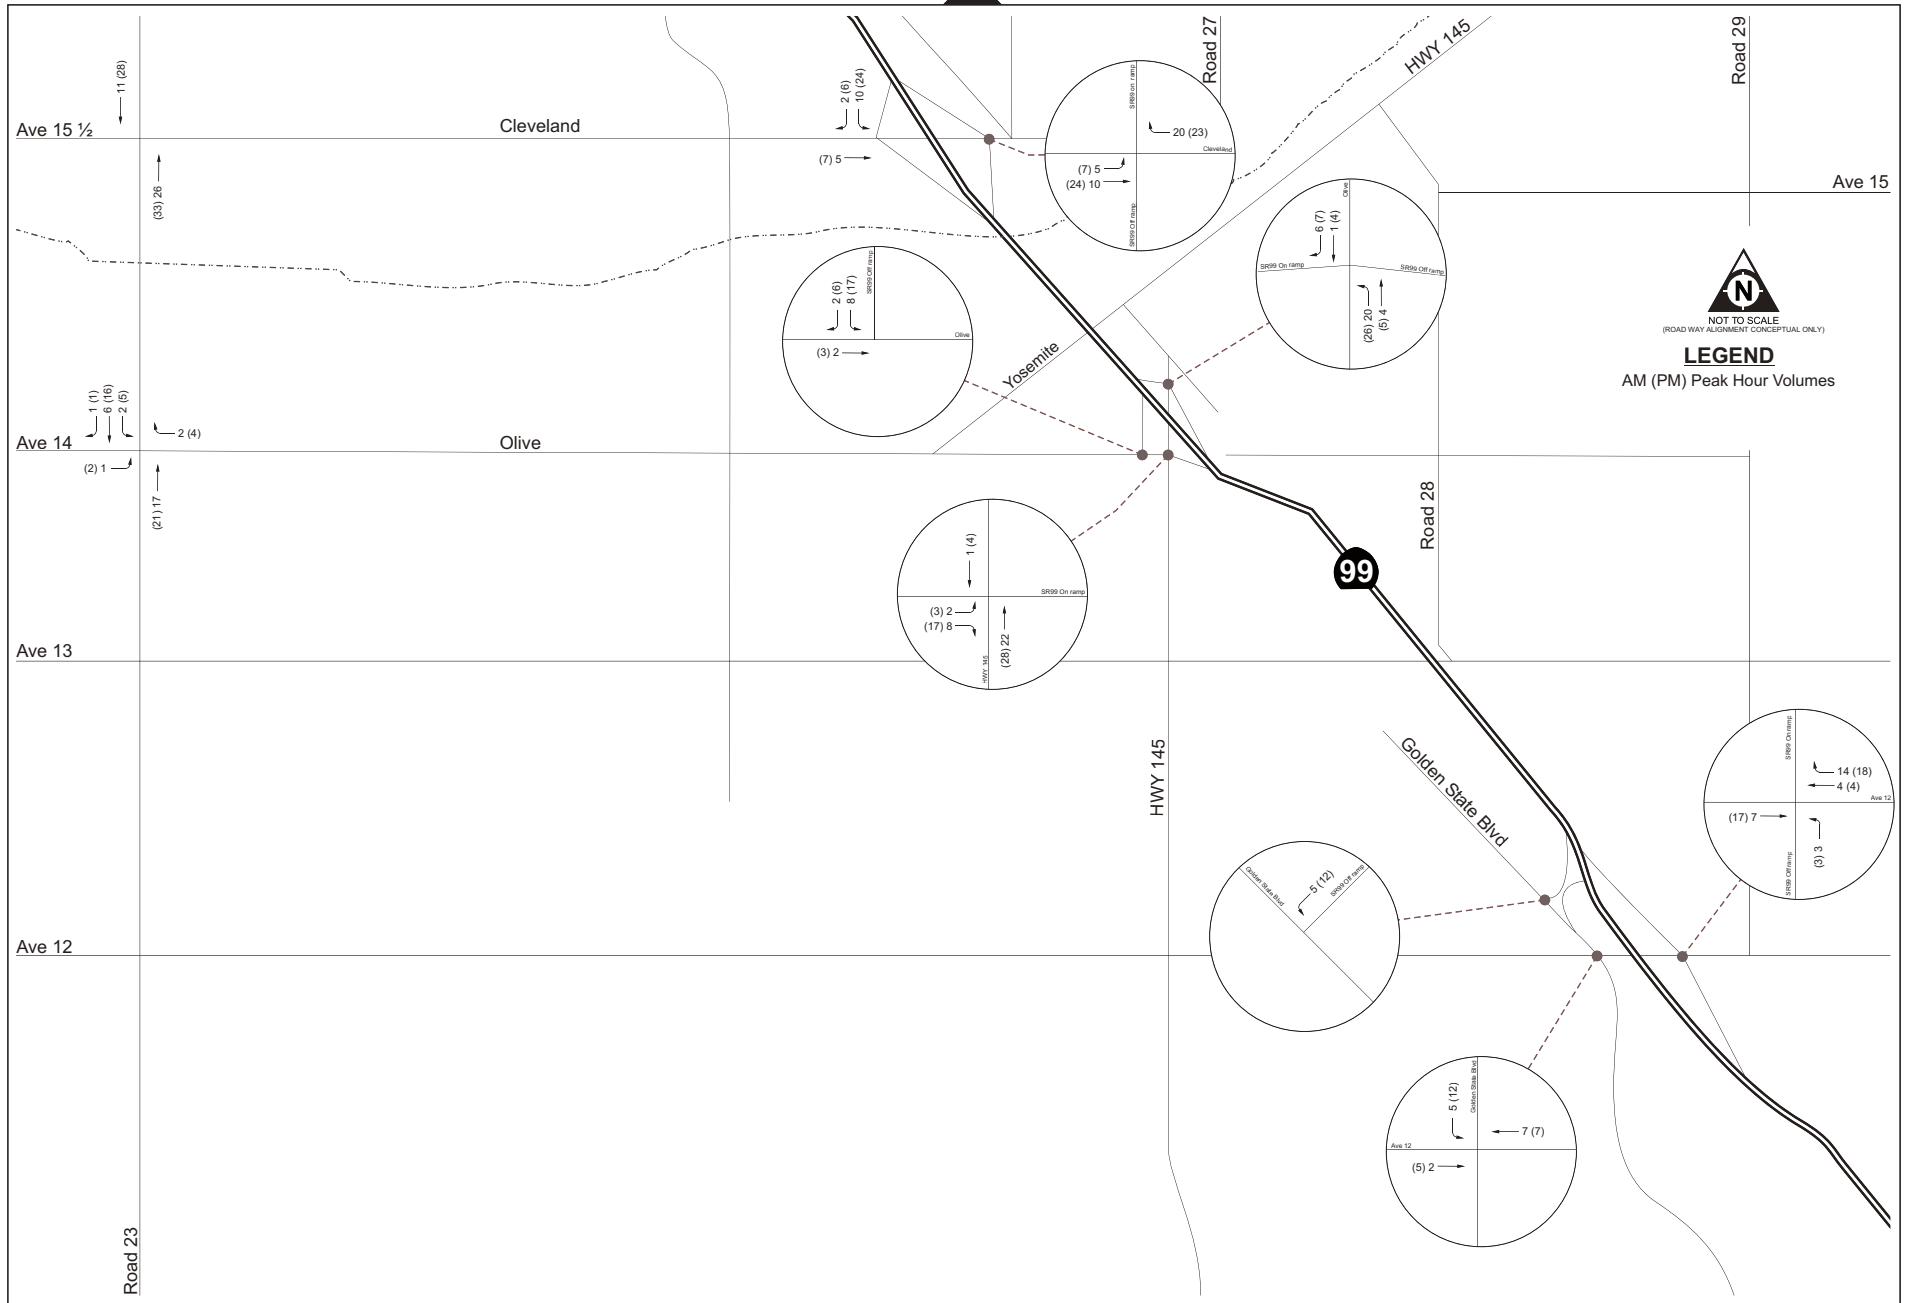 Road 27
Road 29
HWY 145
11 (28)
2 (6)
10 (24)
SR99 on ramp
20 (23)
Cleveland
(7) 5
(24) 10
SR99 Off ramp
Ave 15 ½
Cleveland
(7) 5
(33) 26
Ave 15
Olive
6 (7)
1 (4)
SR99 On ramp
SR99 Off ramp
(26) 20
(5) 4
SR99 Off ramp
2 (6)
8 (17)
Olive
(3) 2
N
NOT TO SCALE
(ROAD WAY ALIGNMENT CONCEPTUAL ONLY)
LEGEND
AM (PM) Peak Hour Volumes
Yosemite
1 (1)
6 (16)
2 (5)
2 (4)
Ave 14
Olive
(2) 1
(21) 17
Road 28
1 (4)
SR99 On ramp
(3) 2
(17) 8
(28) 22
HWY 145
99
Ave 13
HWY 145
Golden State Blvd
SR99 On ramp
14 (18)
4 (4)
Ave 12
(17) 7
(3) 3
SR99 Off ramp
Golden State Blvd
5 (12)
SR99 Off ramp
Ave 12
5 (12)
Golden State Blvd
7 (7)
Ave 12
(5) 2
Road 23